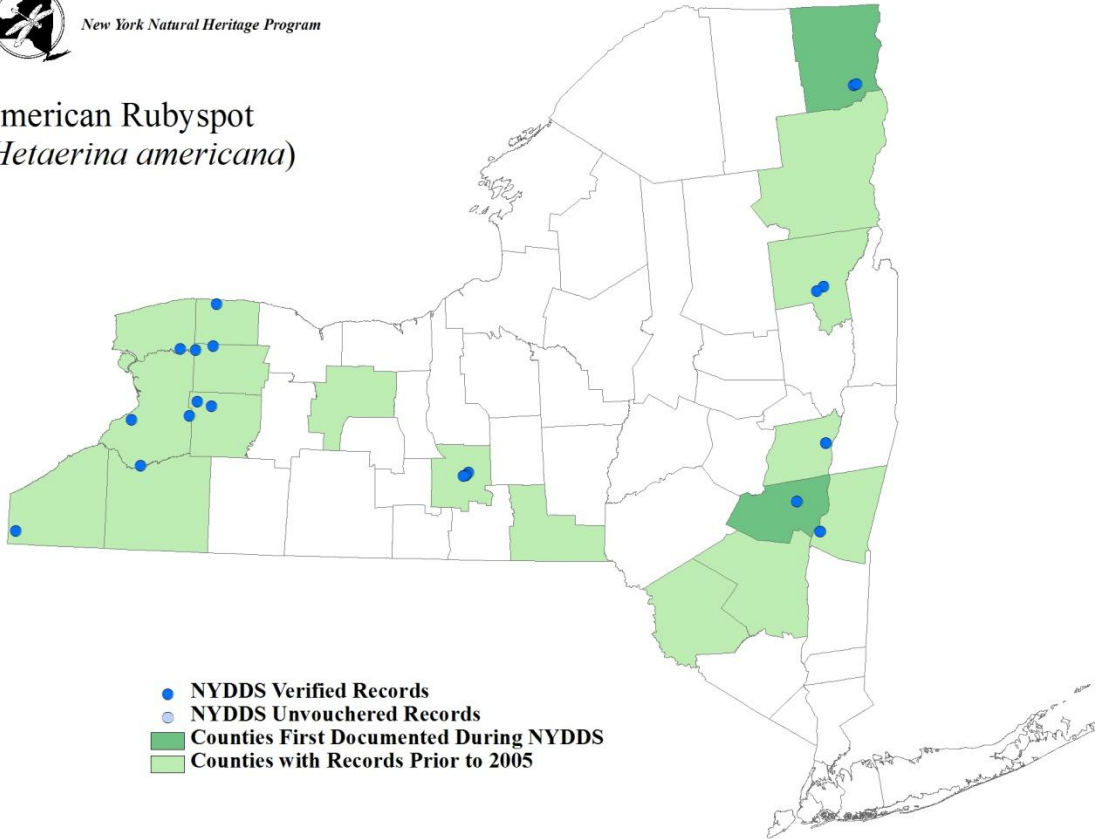 New York Natural Heritage Program
merican Rubyspot
Hetaerina americana)
NYDDS Verified Records
NYDDS Unvouchered Records
Counties First Documented During NYDDS
Counties with Records Prior to 2005